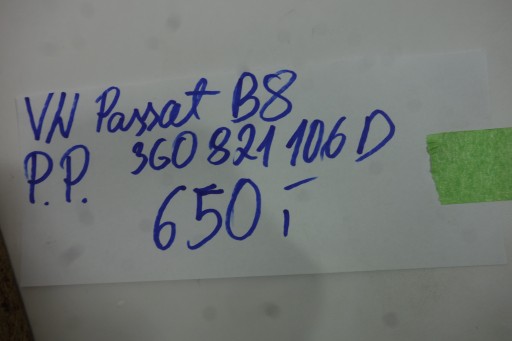 VW Passat B8
P.P. 3G0 821 106 D
650,-